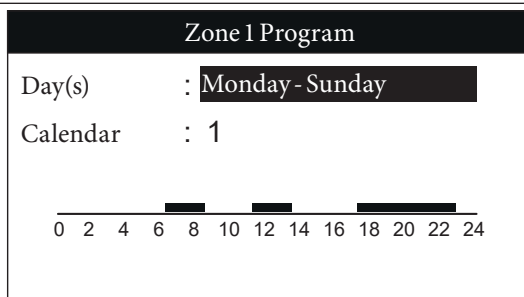 Zone 1 Program
Day(s) : Monday - Sunday
Calendar : 1
0 2 4 6 8 10 12 14 16 18 20 22 24